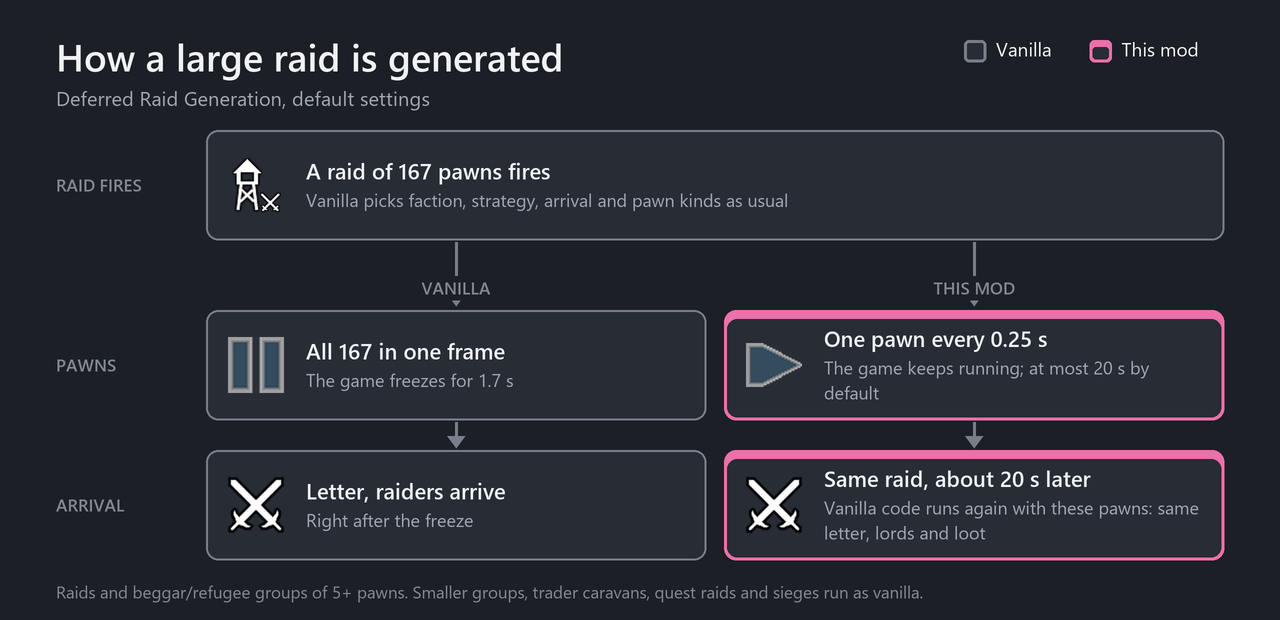 How a large raid is generated
Vanilla
This mod
Deferred Raid Generation, default settings
RAID FIRES
A raid of 167 pawns fires
Vanilla picks faction, strategy, arrival and pawn kinds as usual
VANILLA
THIS MOD
PAWNS
All 167 in one frame
The game freezes for 1.7 s
One pawn every 0.25 s
The game keeps running; at most 20 s by
default
ARRIVAL
Letter, raiders arrive
Right after the freeze
Same raid, about 20 s later
Vanilla code runs again with these pawns: same
letter, lords and loot
Raids and beggar/refugee groups of 5+ pawns. Smaller groups, trader caravans, quest raids and sieges run as vanilla.